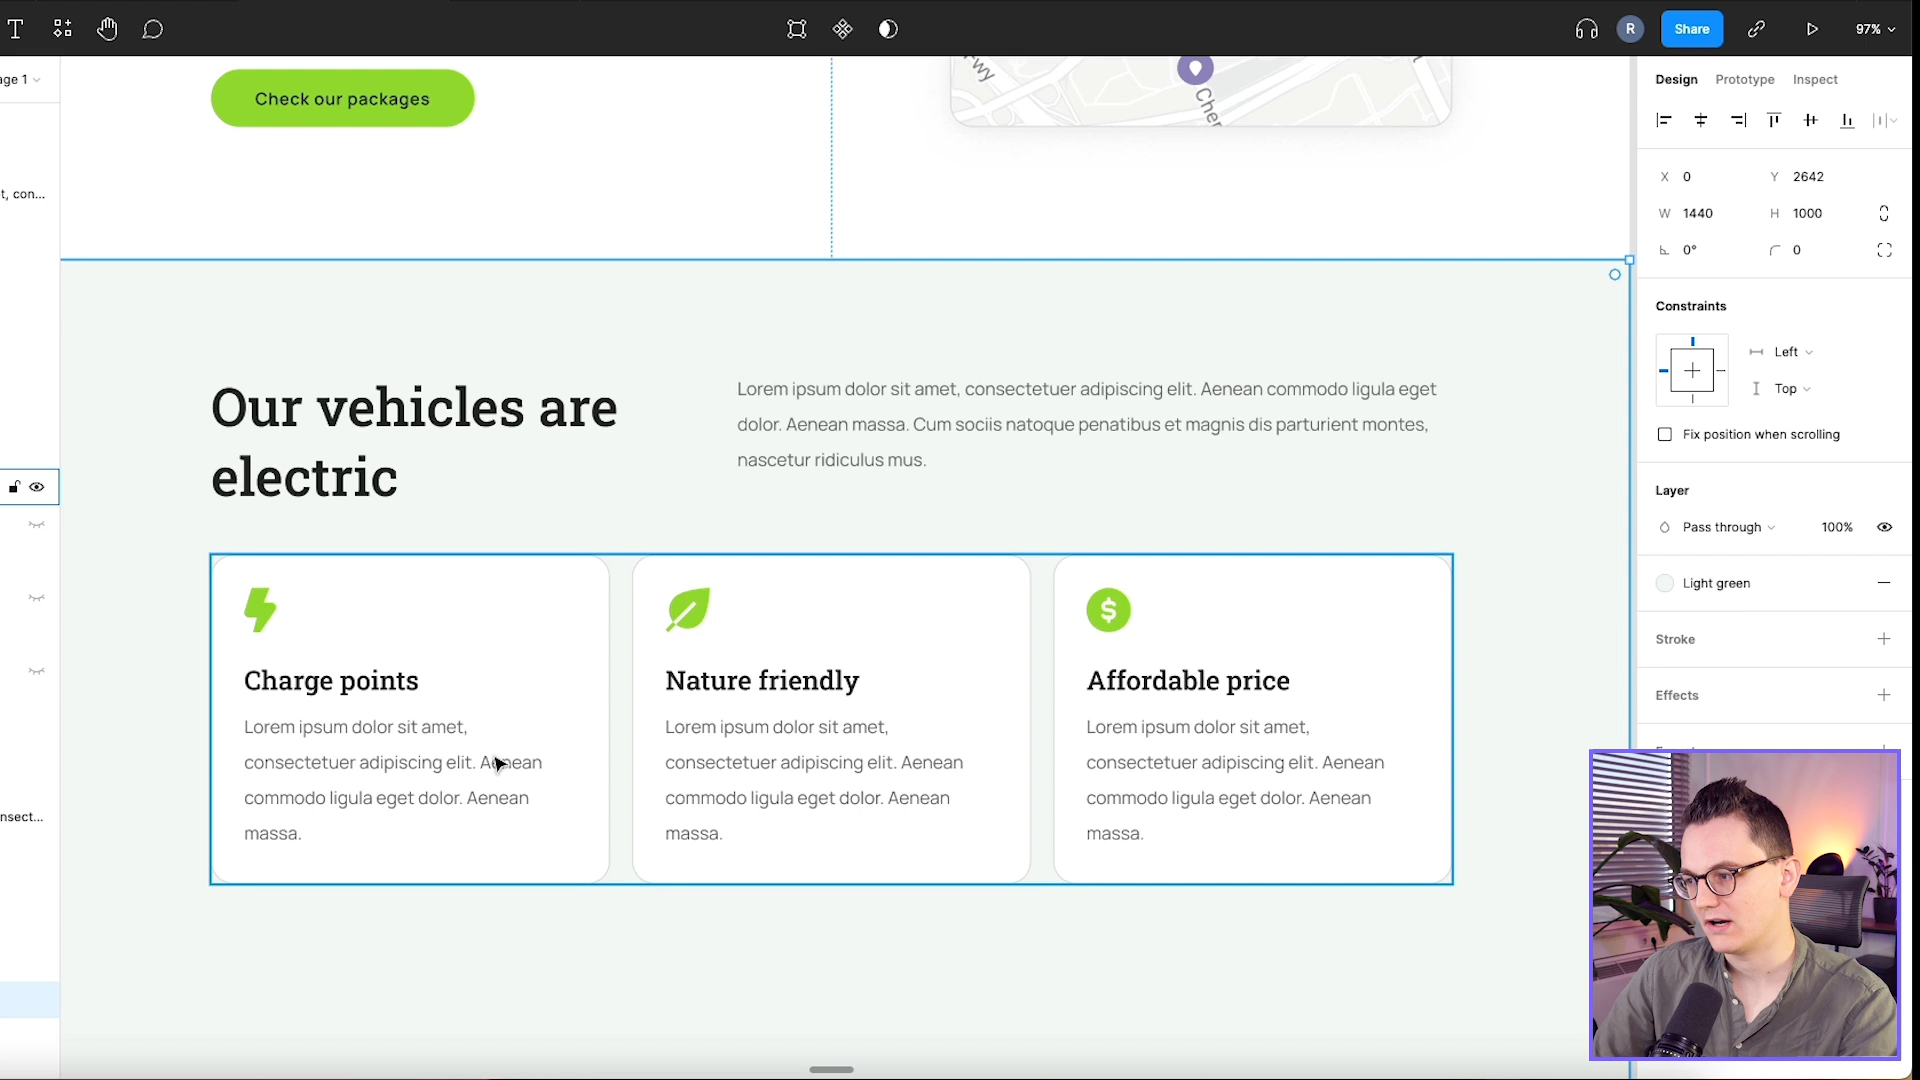 T
R
Share
97%
age 1
Design Prototype Inspect
Check our packages
Cher
X 0 Y 2642
t, con...
W 1440 H 1000
0° 0
Constraints
Left
Top
Fix position when scrolling
Our vehicles are
electric
Lorem ipsum dolor sit amet, consectetuer adipiscing elit. Aenean commodo ligula eget
dolor. Aenean massa. Cum sociis natoque penatibus et magnis dis parturient montes,
nascetur ridiculus mus.
Layer
Pass through 100%
Light green
Stroke
Effects
$
Charge points
Lorem ipsum dolor sit amet,
consectetuer adipiscing elit. Aenean
commodo ligula eget dolor. Aenean
massa.
Nature friendly
Lorem ipsum dolor sit amet,
consectetuer adipiscing elit. Aenean
commodo ligula eget dolor. Aenean
massa.
Affordable price
Lorem ipsum dolor sit amet,
consectetuer adipiscing elit. Aenean
commodo ligula eget dolor. Aenean
massa.
nsect...